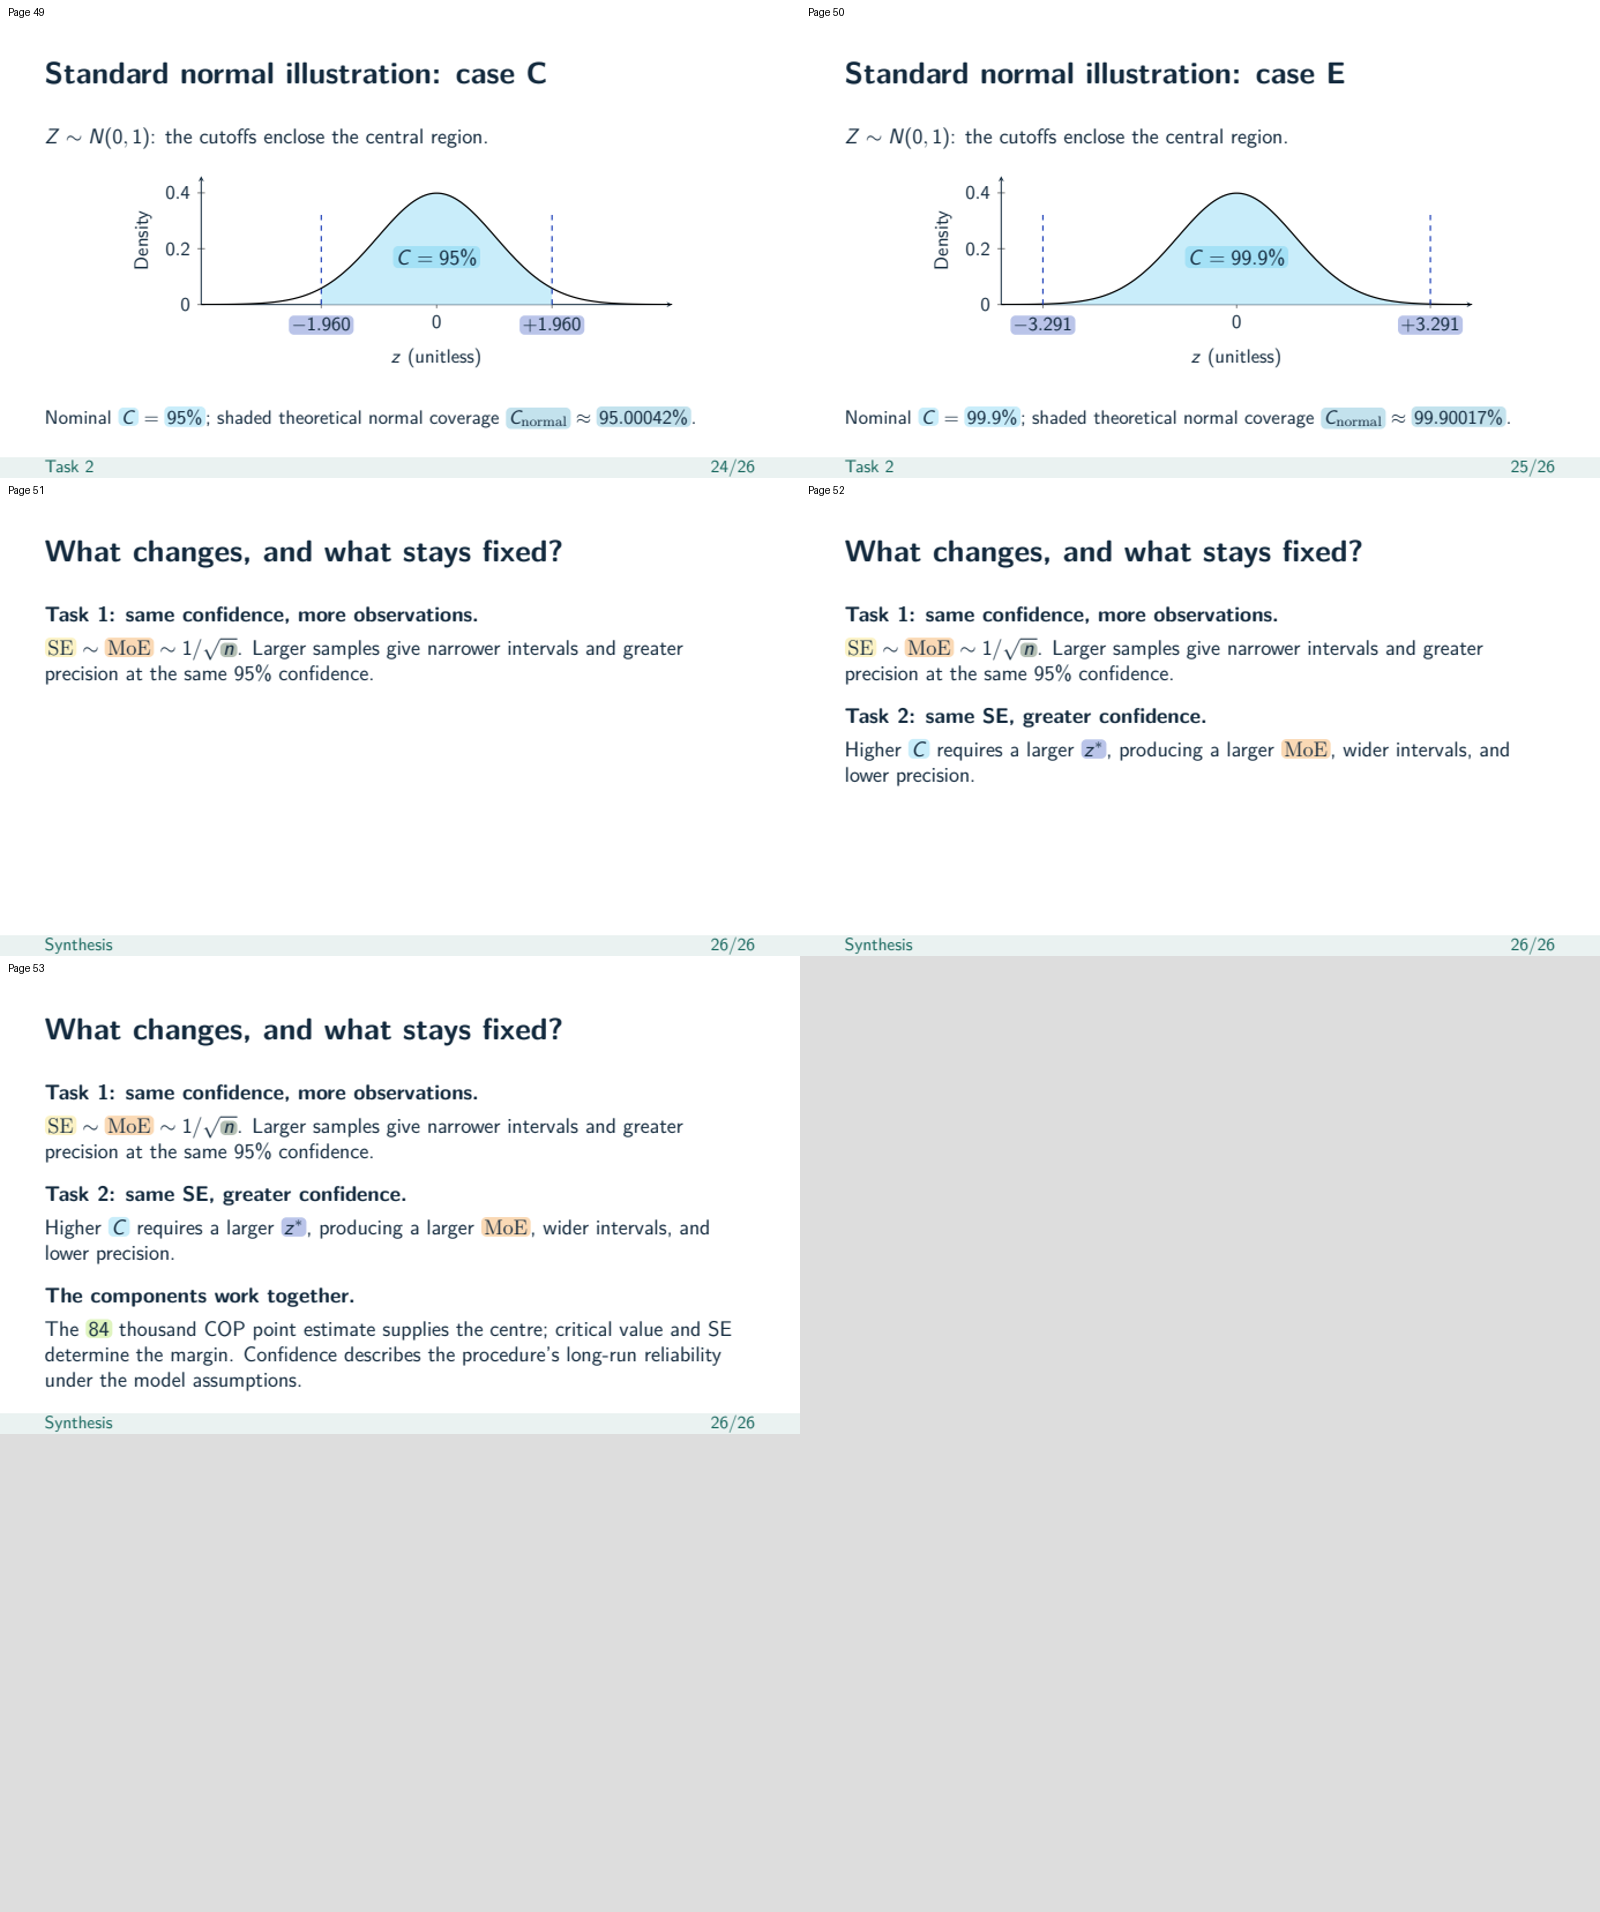 Page 49
Standard normal illustration: case C
Z ∼ N(0, 1): the cutoffs enclose the central region.
0.4
0.2
0
Density
C = 95%
−1.960
0
+1.960
z (unitless)
Nominal C = 95%; shaded theoretical normal coverage Cnormal ≈ 95.00042%.
Task 2
24/26
Page 50
Standard normal illustration: case E
Z ∼ N(0, 1): the cutoffs enclose the central region.
0.4
0.2
0
Density
C = 99.9%
−3.291
0
+3.291
z (unitless)
Nominal C = 99.9%; shaded theoretical normal coverage Cnormal ≈ 99.90017%.
Task 2
25/26
Page 51
What changes, and what stays fixed?
Task 1: same confidence, more observations.
SE ∼ MoE ∼ 1/√n. Larger samples give narrower intervals and greater
precision at the same 95% confidence.
Synthesis
26/26
Page 52
What changes, and what stays fixed?
Task 1: same confidence, more observations.
SE ∼ MoE ∼ 1/√n. Larger samples give narrower intervals and greater
precision at the same 95% confidence.
Task 2: same SE, greater confidence.
Higher C requires a larger z*, producing a larger MoE, wider intervals, and
lower precision.
Synthesis
26/26
Page 53
What changes, and what stays fixed?
Task 1: same confidence, more observations.
SE ∼ MoE ∼ 1/√n. Larger samples give narrower intervals and greater
precision at the same 95% confidence.
Task 2: same SE, greater confidence.
Higher C requires a larger z*, producing a larger MoE, wider intervals, and
lower precision.
The components work together.
The 84 thousand COP point estimate supplies the centre; critical value and SE
determine the margin. Confidence describes the procedure's long-run reliability
under the model assumptions.
Synthesis
26/26